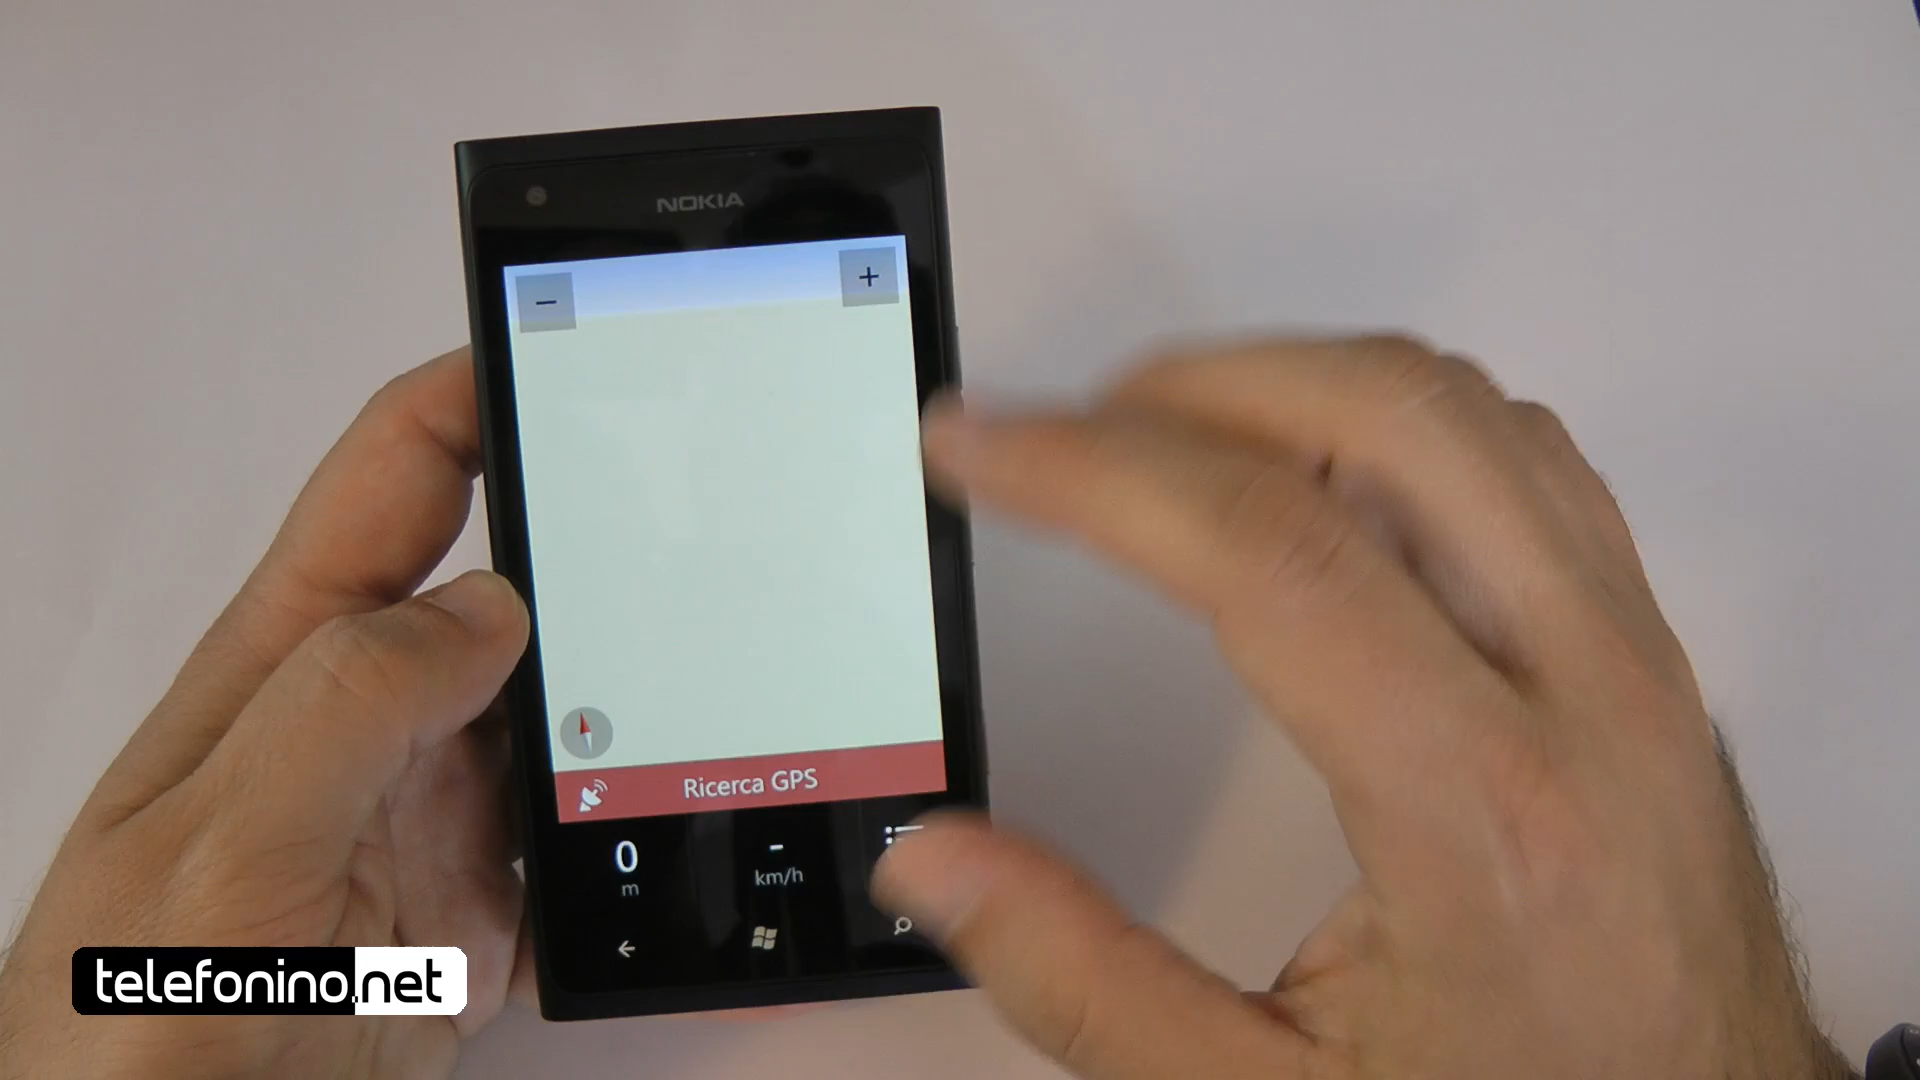 NOKIA
− +
Ricerca GPS
0 -
m km/h
telefonino.net